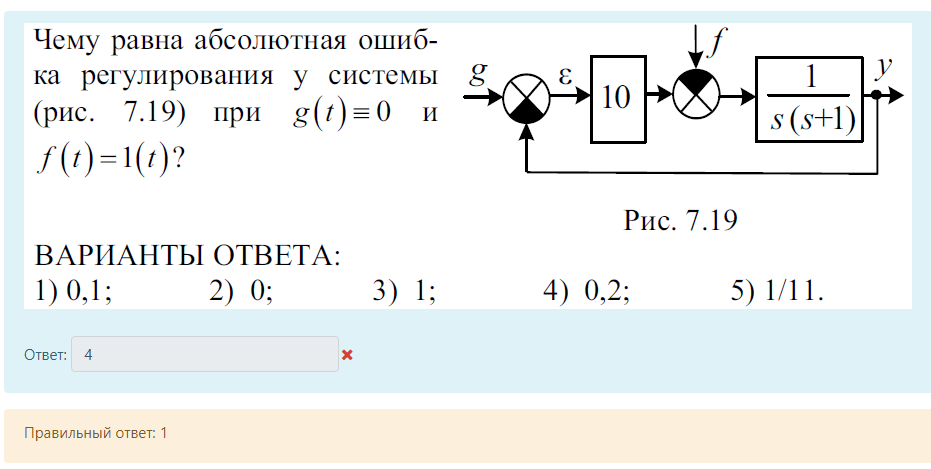 Чему равна абсолютная ошиб-
ка регулирования у системы
(рис. 7.19) при g(t)≡0 и
f(t)=1(t)?
g
ε
10
f
1
s(s+1)
y
Рис. 7.19
ВАРИАНТЫ ОТВЕТА:
1) 0,1; 2) 0; 3) 1; 4) 0,2; 5) 1/11.
Ответ: 4
Правильный ответ: 1